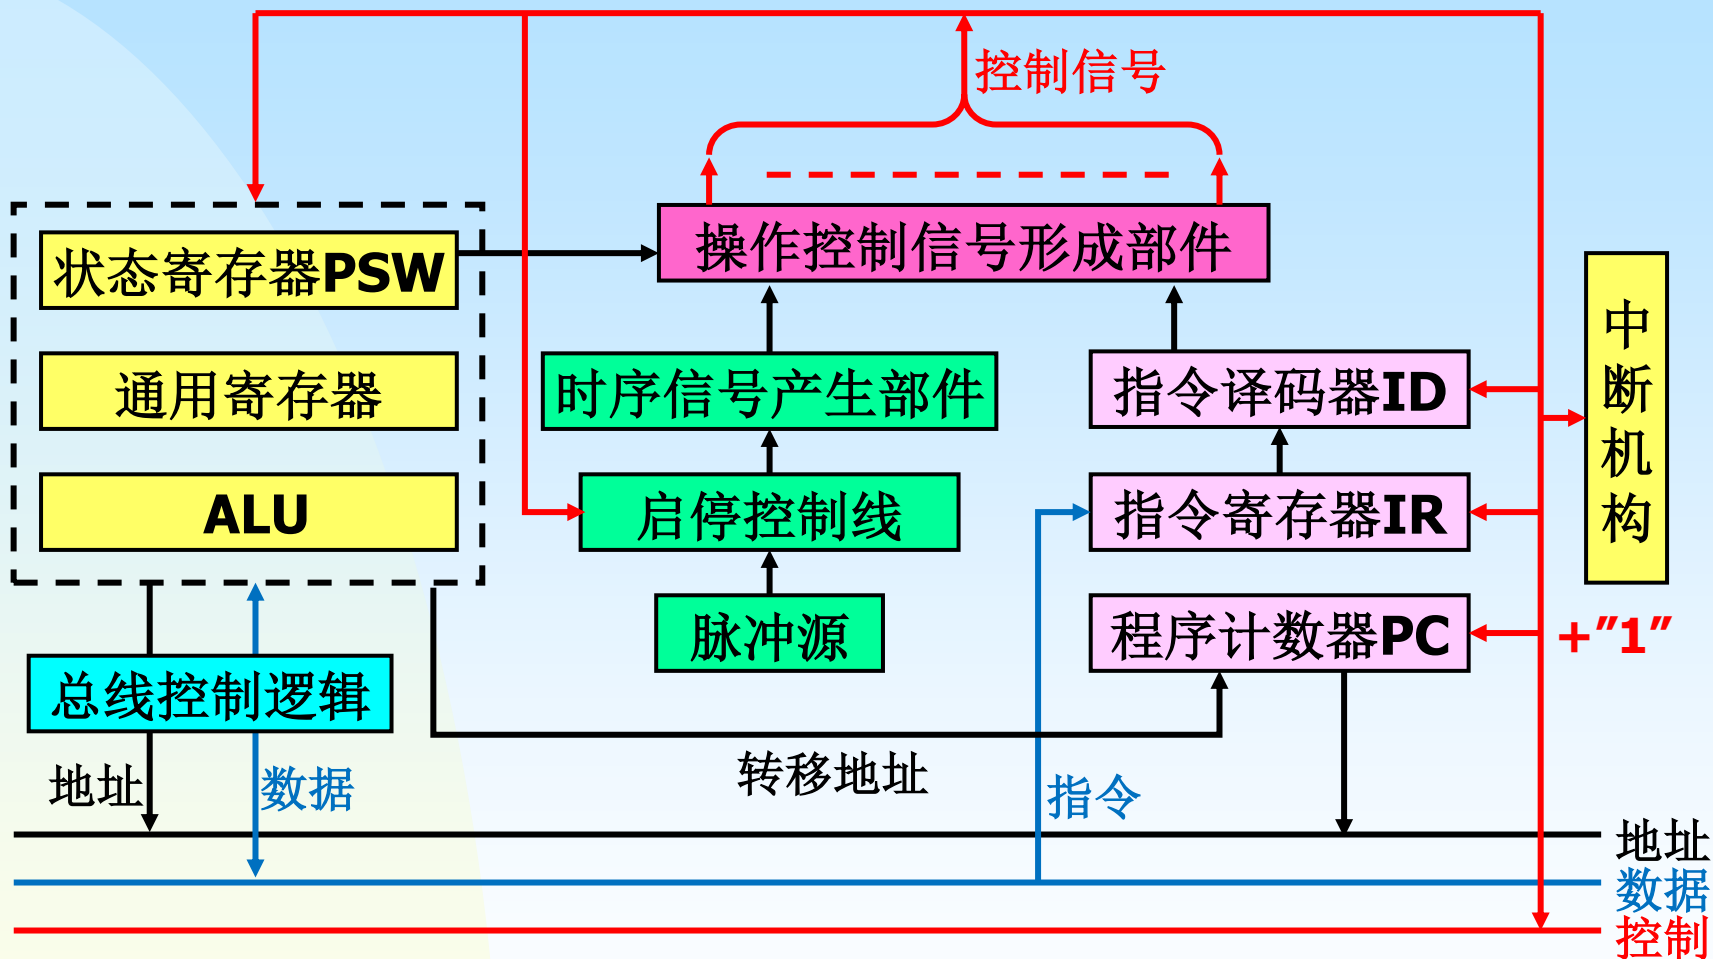 控制信号
状态寄存器PSW
操作控制信号形成部件
通用寄存器
时序信号产生部件
指令译码器ID
中断机构
ALU
启停控制线
指令寄存器IR
脉冲源
程序计数器PC
+"1"
总线控制逻辑
地址
数据
转移地址
指令
地址
数据
控制